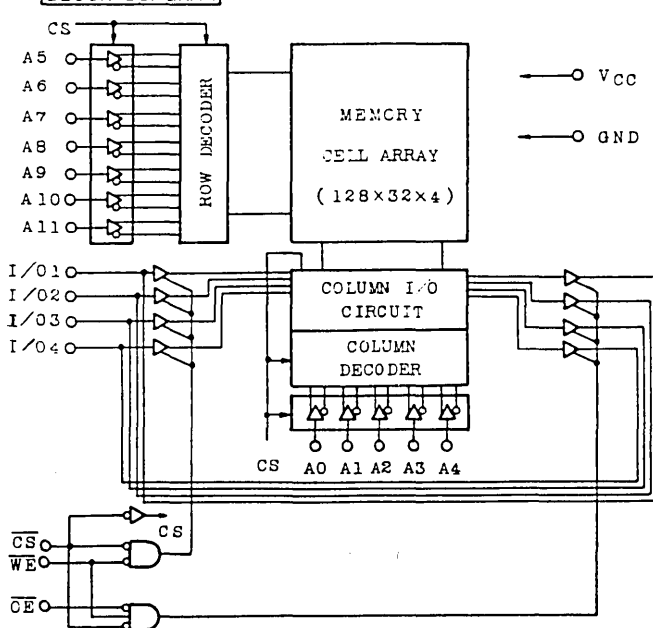 CS
A5
A6
A7
A8
A9
A10
A11
ROW DECODER
MEMORY
CELL ARRAY
(128×32×4)
VCC
GND
I/O1
I/O2
I/O3
I/O4
COLUMN I/O
CIRCUIT
COLUMN
DECODER
CS
A0 A1 A2 A3 A4
CS
CS
WE
OE